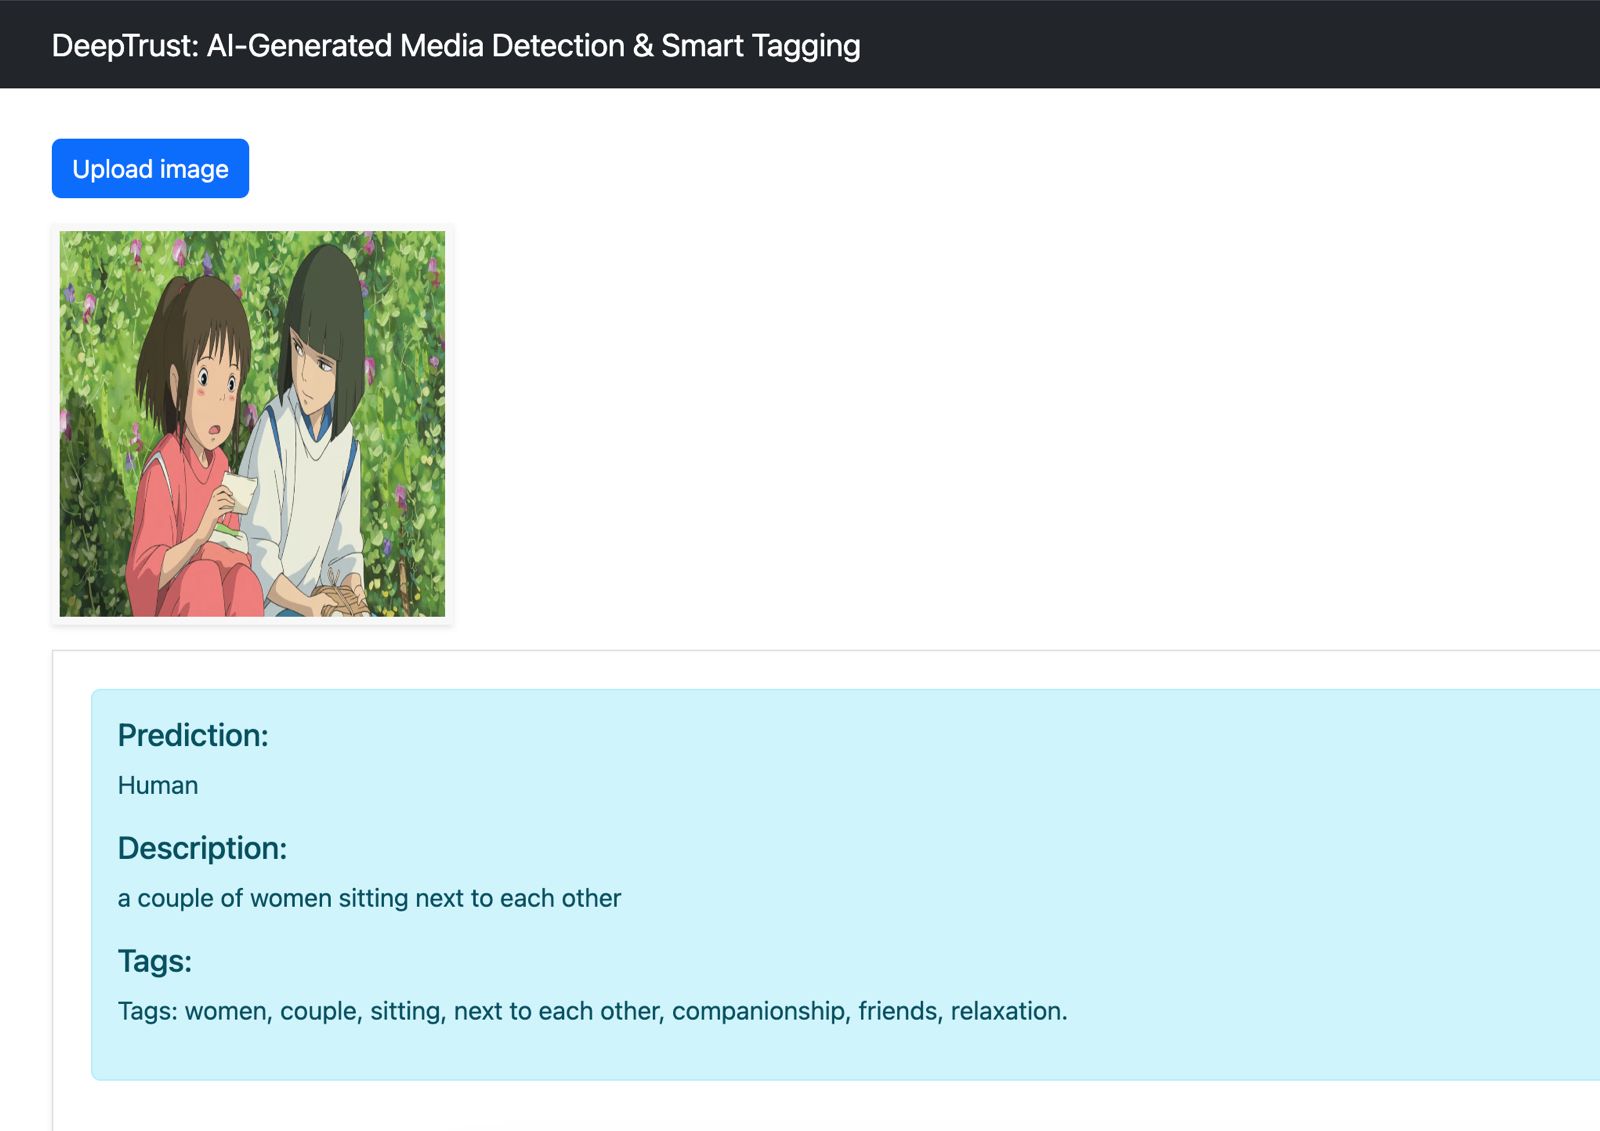 DeepTrust: AI-Generated Media Detection & Smart Tagging
Upload image
Prediction:
Human
Description:
a couple of women sitting next to each other
Tags:
Tags: women, couple, sitting, next to each other, companionship, friends, relaxation.